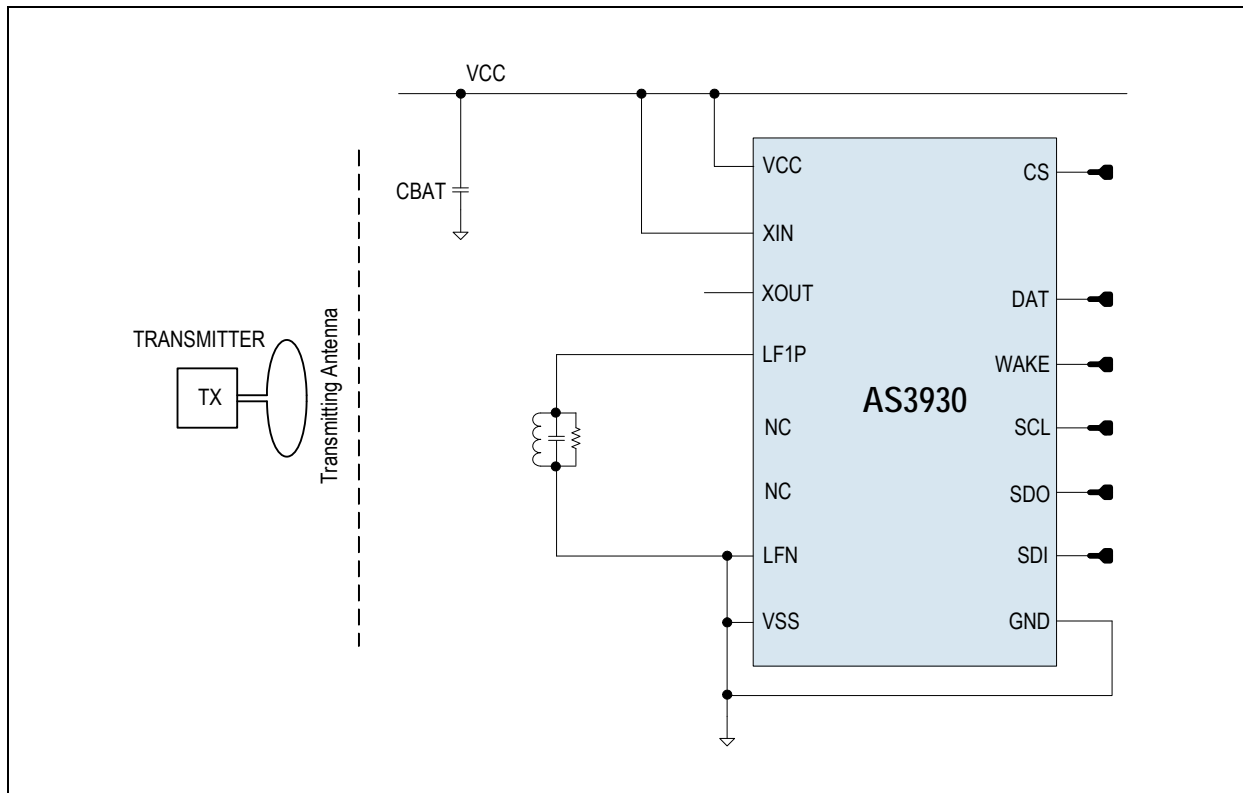 VCC
CBAT
TRANSMITTER
TX
Transmitting Antenna
VCC
XIN
XOUT
LF1P
NC
NC
LFN
VSS
AS3930
CS
DAT
WAKE
SCL
SDO
SDI
GND